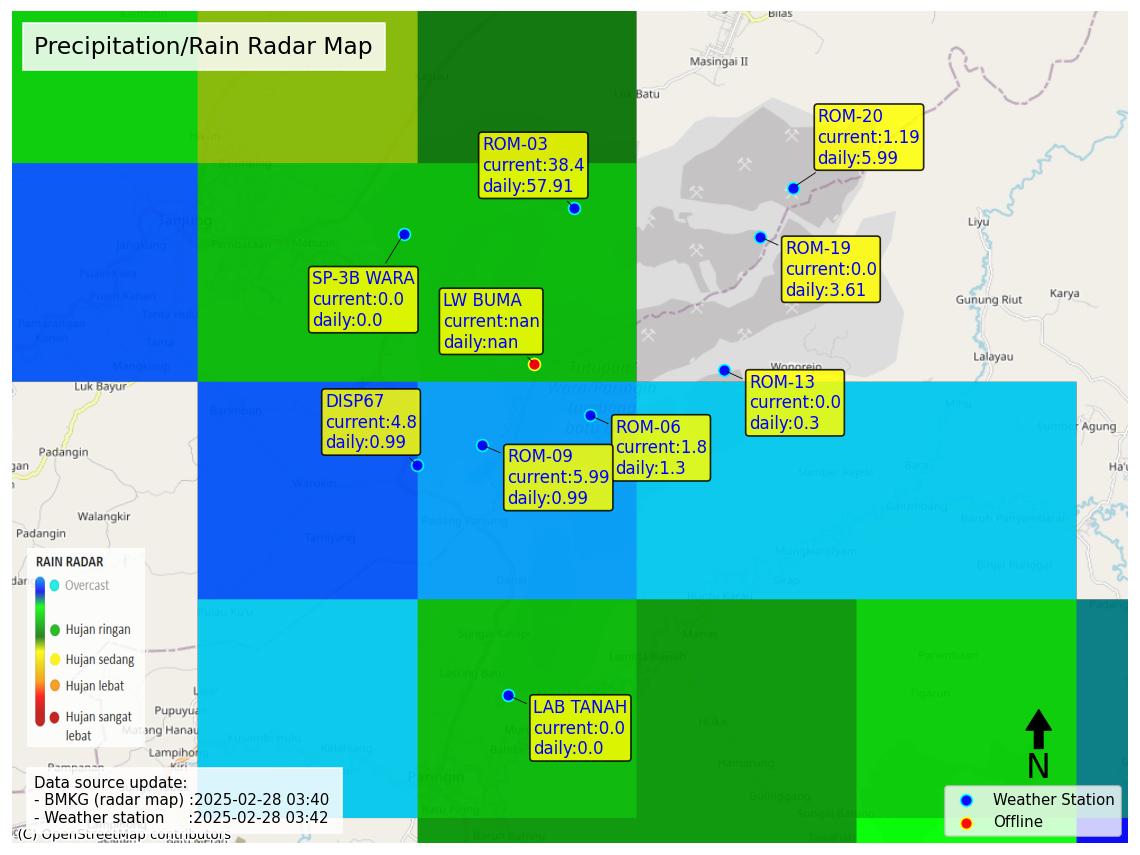 Precipitation/Rain Radar Map
Bilas
Masingai II
Batu
ROM-20
current:1.19
daily:5.99
ROM-03
current:38.4
daily:57.91
Tanjung
Liyu
ROM-19
current:0.0
daily:3.61
SP-3B WARA
current:0.0
daily:0.0
LW BUMA
current:nan
daily:nan
Gunung Riut
Karya
Lalayau
Wonorejo
Luk Bayur
ROM-13
current:0.0
daily:0.3
DISP67
current:4.8
daily:0.99
ROM-06
current:1.8
daily:1.3
ROM-09
current:5.99
daily:0.99
Sumber Agung
Padangin
Walangkir
Padangin
RAIN RADAR
Overcast
Hujan ringan
Hujan sedang
Hujan lebat
Hujan sangat
lebat
Paringin
LAB TANAH
current:0.0
daily:0.0
Pupuyua
Matang Hanau
Lampihong
Kiri
N
Data source update:
- BMKG (radar map) :2025-02-28 03:40
- Weather station :2025-02-28 03:42
(C) OpenStreetMap contributors
Weather Station
Offline